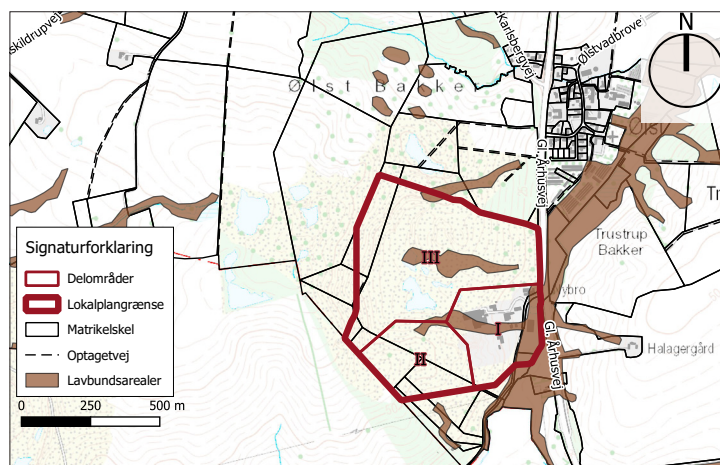 skildrupvej
Karlsbergvej
Ølstvadbrovej
N
Ølst Bakker
Ølst
Gl. Århusvej
Trustrup
Bakker
Tr
III
Nybro
I
II
Gl. Århusvej
Halagergård
Signaturforklaring
Delområder
Lokalplangrænse
Matrikelskel
Optagetvej
Lavbundsarealer
0 250 500 m